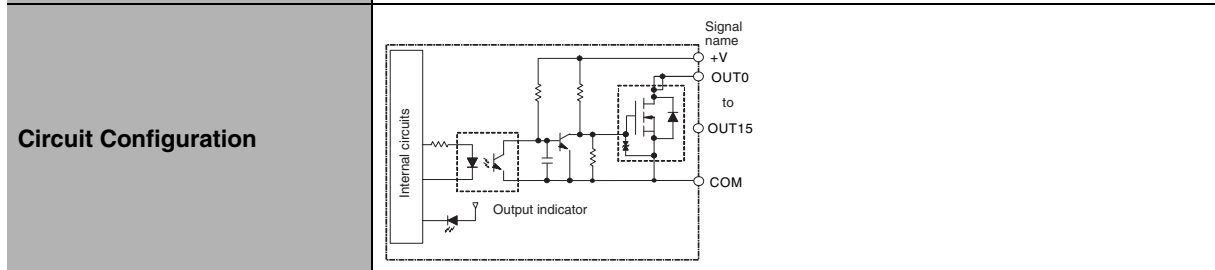 Circuit Configuration
Internal circuits
Output indicator
Signal
name
+V
OUT0
to
OUT15
COM